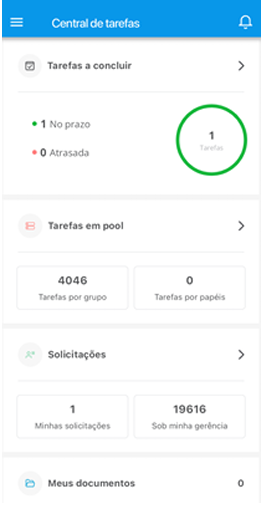 Central de tarefas
Tarefas a concluir
1 No prazo
0 Atrasada
1
Tarefas
Tarefas em pool
4046
Tarefas por grupo
0
Tarefas por papéis
Solicitações
1
Minhas solicitações
19616
Sob minha gerência
Meus documentos 0